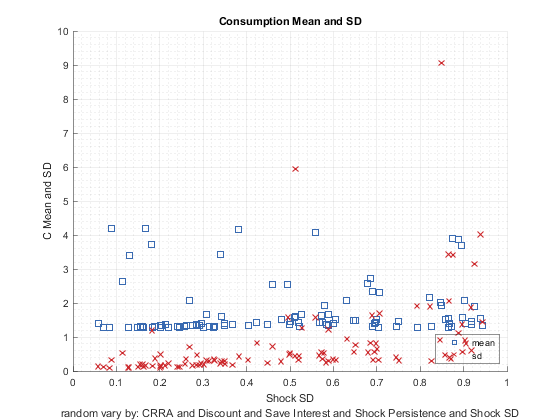 Consumption Mean and SD
10
9
8
7
6
5
4
3
2
1
0
C Mean and SD
0 0.1 0.2 0.3 0.4 0.5 0.6 0.7 0.8 0.9 1
mean
sd
Shock SD
random vary by: CRRA and Discount and Save Interest and Shock Persistence and Shock SD